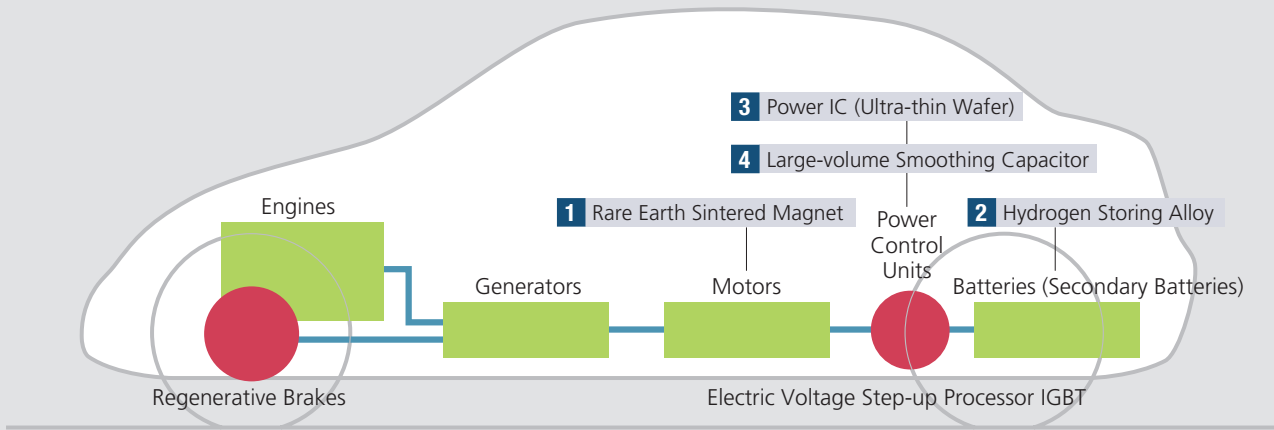 3 Power IC (Ultra-thin Wafer)
4 Large-volume Smoothing Capacitor
Engines
1 Rare Earth Sintered Magnet
Power
Control
Units
2 Hydrogen Storing Alloy
Generators
Motors
Batteries (Secondary Batteries)
Regenerative Brakes
Electric Voltage Step-up Processor IGBT